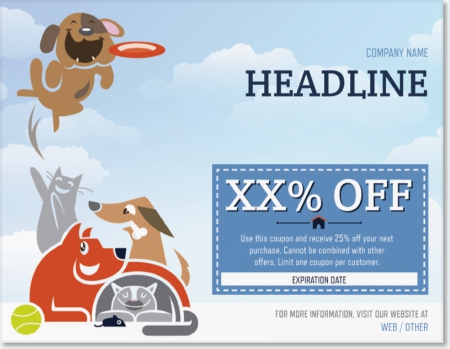 COMPANY NAME
HEADLINE
XX% OFF
Use this coupon and receive 25% off your next
purchase. Cannot be combined with other
offers. Limit one coupon per customer.
EXPIRATION DATE
FOR MORE INFORMATION, VISIT OUR WEBSITE AT
WEB / OTHER